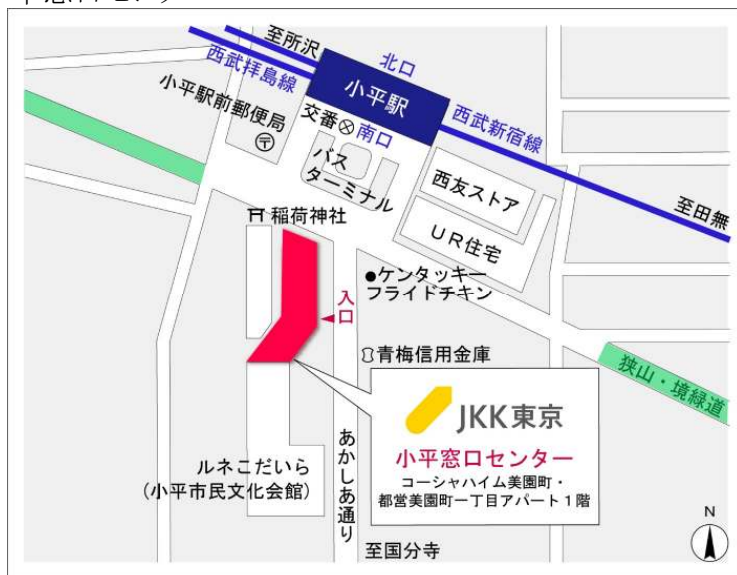 至所沢
北口
西武拝島線
小平駅
小平駅前郵便局
交番
南口
西武新宿線
バス
ターミナル
西友ストア
至田無
UR住宅
稲荷神社
ケンタッキー
フライドチキン
入口
青梅信用金庫
狭山・境緑道
JKK東京
小平窓口センター
コーシャハイム美園町・
都営美園町一丁目アパート1階
ルネこだいら
(小平市民文化会館)
あかしあ通り
至国分寺
N